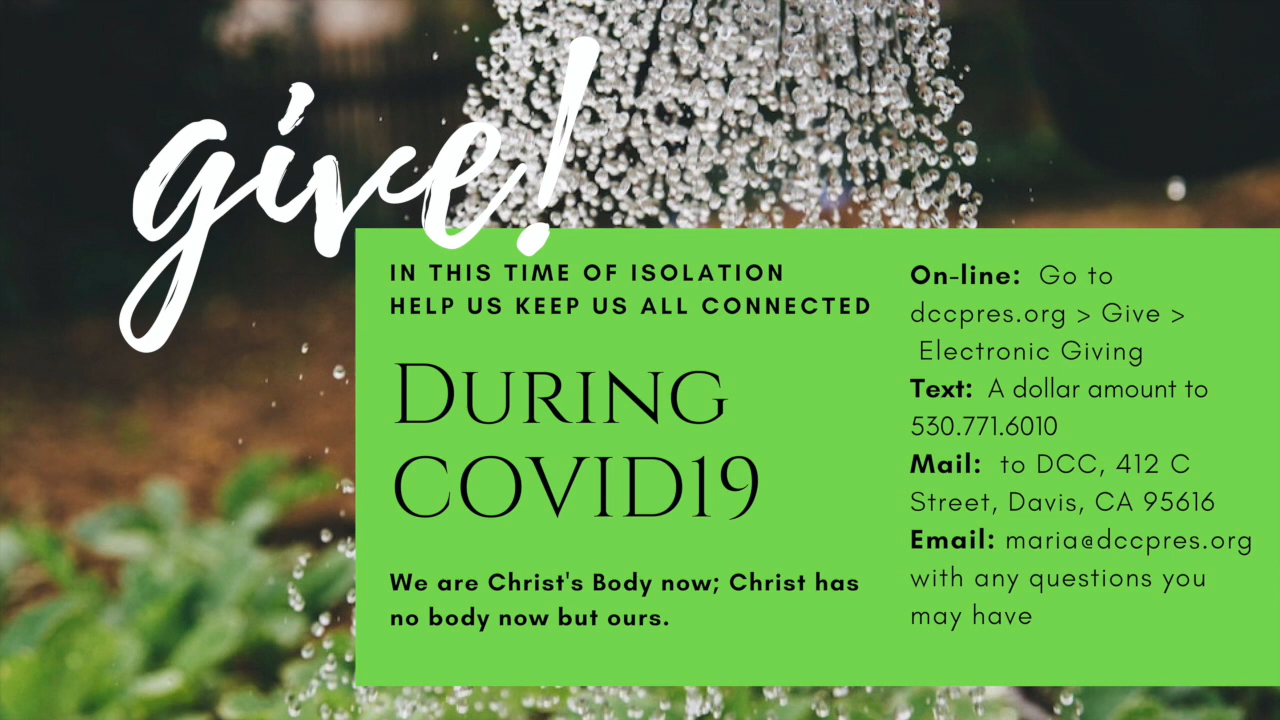 give!
IN THIS TIME OF ISOLATION
HELP US KEEP US ALL CONNECTED
DURING
COVID19
We are Christ's Body now; Christ has
no body now but ours.
On-line: Go to
dccpres.org > Give >
Electronic Giving
Text: A dollar amount to
530.771.6010
Mail: to DCC, 412 C
Street, Davis, CA 95616
Email: maria@dccpres.org
with any questions you
may have